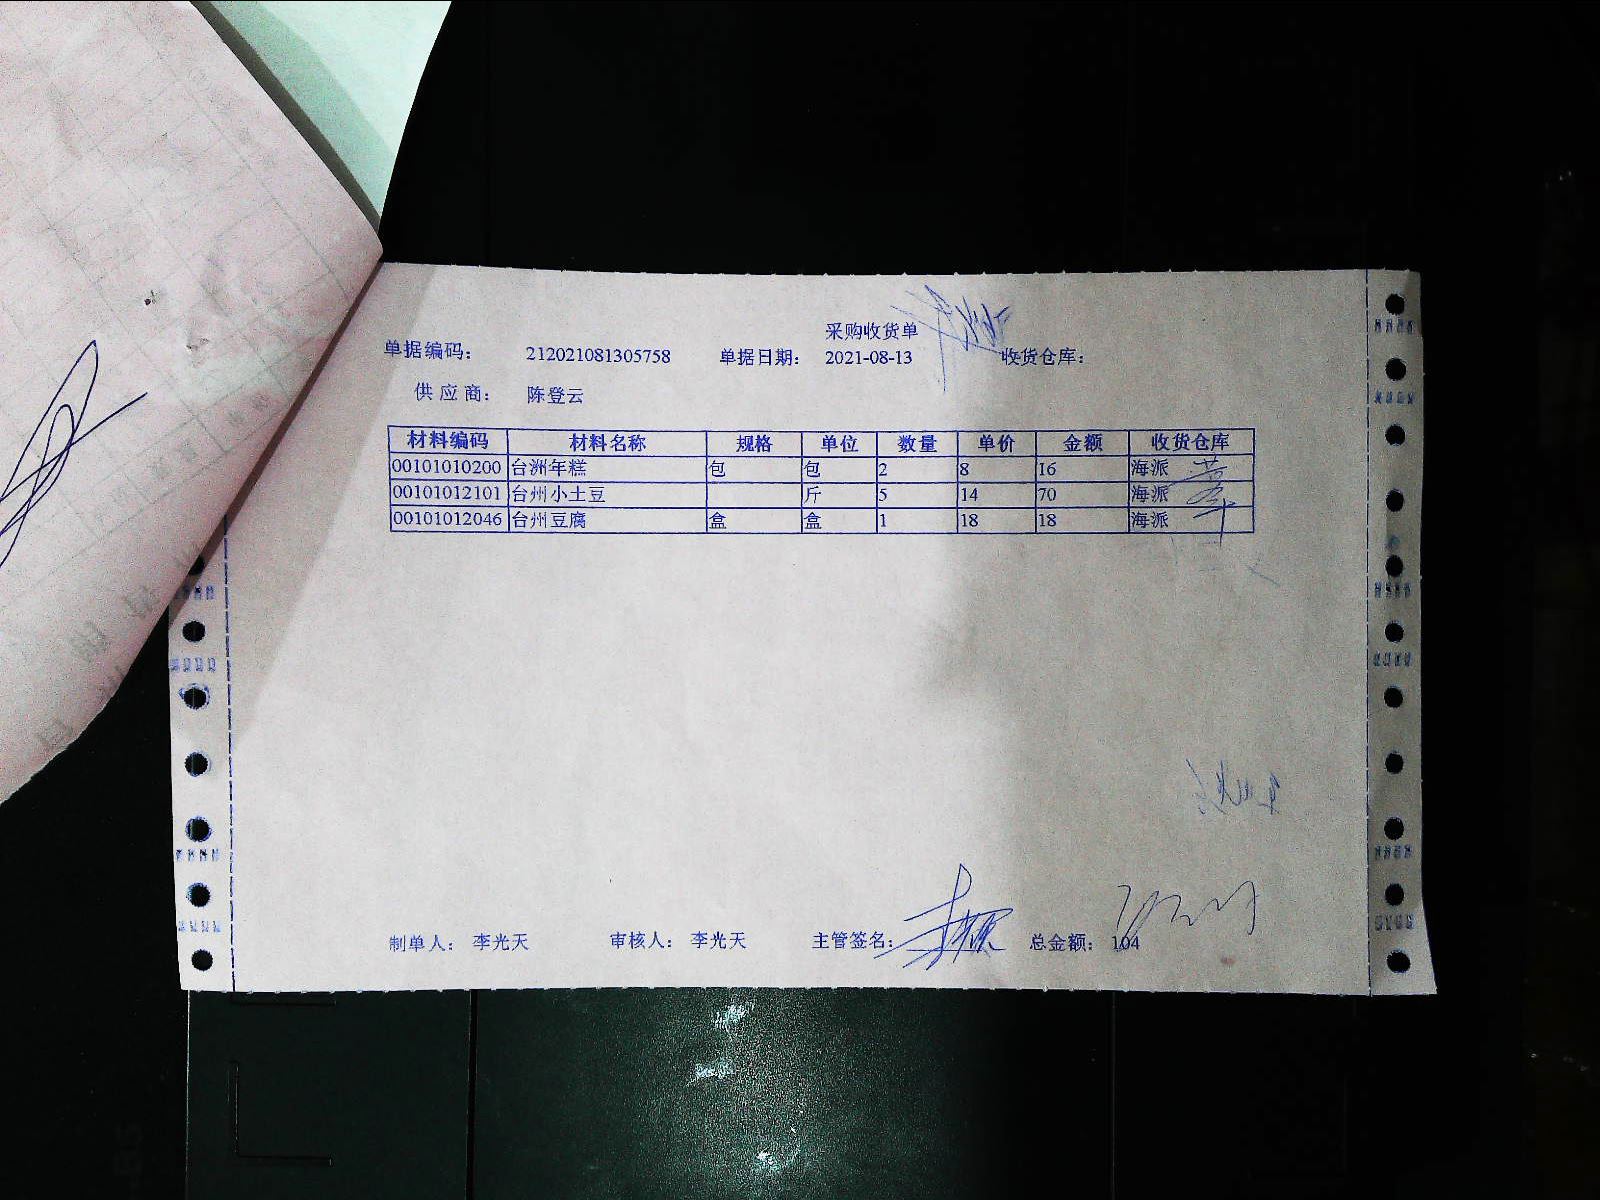 采购收货单
单据编码： 212021081305758 单据日期： 2021-08-13 收货仓库：
供 应 商： 陈登云
材料编码 材料名称 规格 单位 数量 单价 金额 收货仓库
00101010200 台洲年糕 包 包 2 8 16 海派
00101012101 台州小土豆 斤 5 14 70 海派
00101012046 台州豆腐 盒 盒 1 18 18 海派
制单人： 李光天 审核人： 李光天 主管签名： 总金额： 104